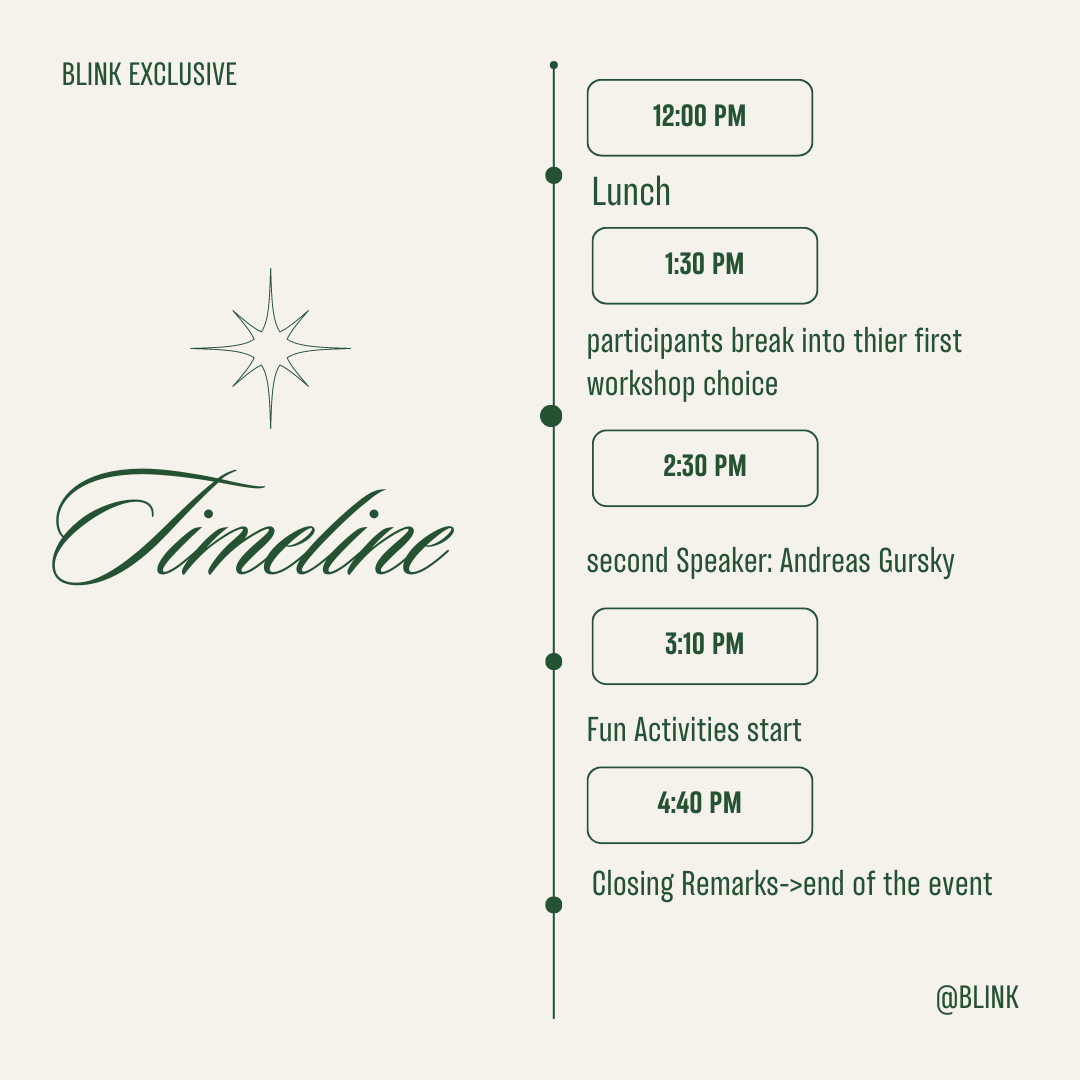 BLINK EXCLUSIVE
Timeline
12:00 PM
Lunch
1:30 PM
participants break into thier first
workshop choice
2:30 PM
second Speaker: Andreas Gursky
3:10 PM
Fun Activities start
4:40 PM
Closing Remarks->end of the event
@BLINK